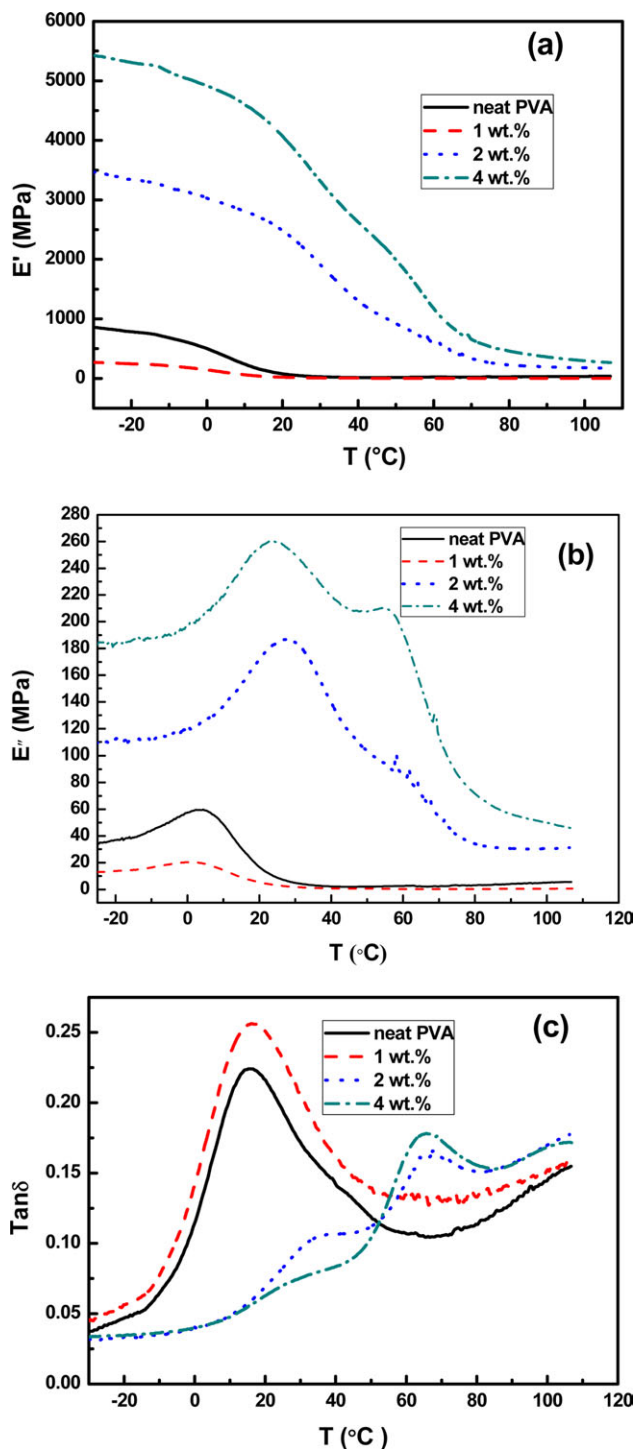 (a)
6000
5000
4000
3000
2000
1000
0
E' (MPa)
neat PVA
1 wt.%
2 wt.%
4 wt.%
-20 0 20 40 60 80 100
T (°C)
(b)
280
260
240
220
200
180
160
140
120
100
80
60
40
20
0
E″ (MPa)
neat PVA
1 wt.%
2 wt.%
4 wt.%
-20 0 20 40 60 80 100 120
T (°C)
(c)
0.25
0.20
0.15
0.10
0.05
0.00
Tanδ
neat PVA
1 wt.%
2 wt.%
4 wt.%
-20 0 20 40 60 80 100 120
T (°C )